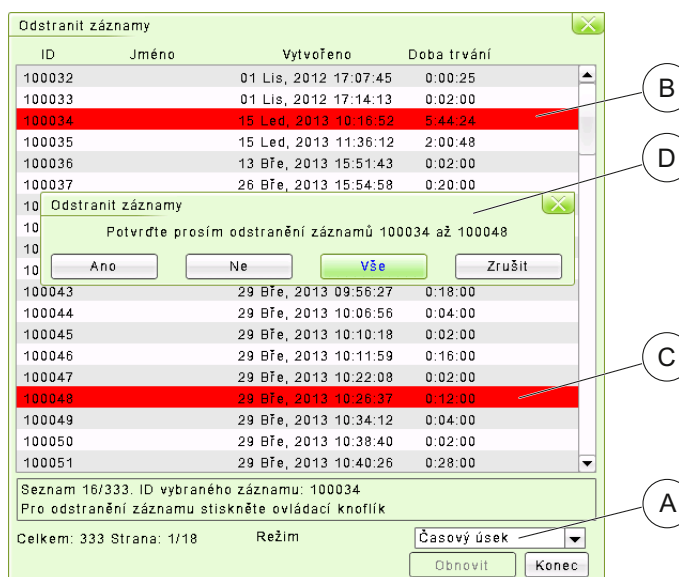 Odstranit záznamy
ID Jméno Vytvořeno Doba trvání
100032 01 Lis, 2012 17:07:45 0:00:25
100033 01 Lis, 2012 17:14:13 0:02:00
B
100034 15 Led, 2013 10:16:52 5:44:24
100035 15 Led, 2013 11:36:12 2:00:48
D
100036 13 Bře, 2013 15:51:43 0:02:00
100037 26 Bře, 2013 15:54:58 0:20:00
10
Odstranit záznamy
10
Potvrďte prosím odstranění záznamů 100034 až 100048
10
10
Ano Ne Vše Zrušit
100043 29 Bře, 2013 09:56:27 0:18:00
100044 29 Bře, 2013 10:06:56 0:04:00
100045 29 Bře, 2013 10:10:18 0:02:00
100046 29 Bře, 2013 10:11:59 0:16:00
C
100047 29 Bře, 2013 10:22:08 0:02:00
100048 29 Bře, 2013 10:26:37 0:12:00
100049 29 Bře, 2013 10:34:12 0:04:00
100050 29 Bře, 2013 10:38:40 0:02:00
100051 29 Bře, 2013 10:40:26 0:28:00
Seznam 16/333. ID vybraného záznamu: 100034
Pro odstranění záznamu stiskněte ovládací knoflík
A
Celkem: 333 Strana: 1/18 Režim Časový úsek
Obnovit Konec